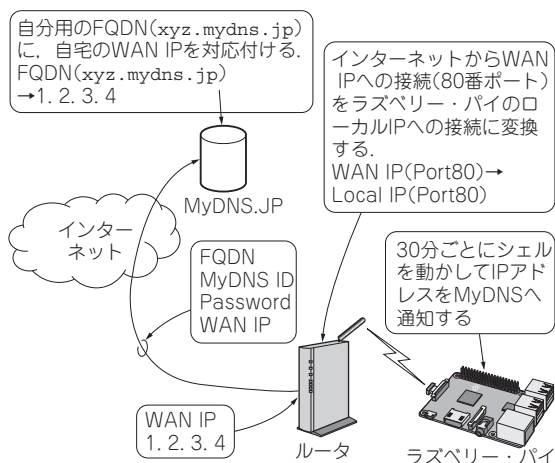 自分用のFQDN(xyz.mydns.jp)
に，自宅のWAN IPを対応付ける．
FQDN(xyz.mydns.jp)
→1.2.3.4
インターネットからWAN
IPへの接続(80番ポート)
をラズベリー・パイのロ
ーカルIPへの接続に変換
する．
WAN IP(Port80)→
Local IP(Port80)
MyDNS.JP
インター
ネット
FQDN
MyDNS ID
Password
WAN IP
30分ごとにシェル
を動かしてIPアド
レスをMyDNSへ
通知する
WAN IP
1.2.3.4
ルータ
ラズベリー・パイ